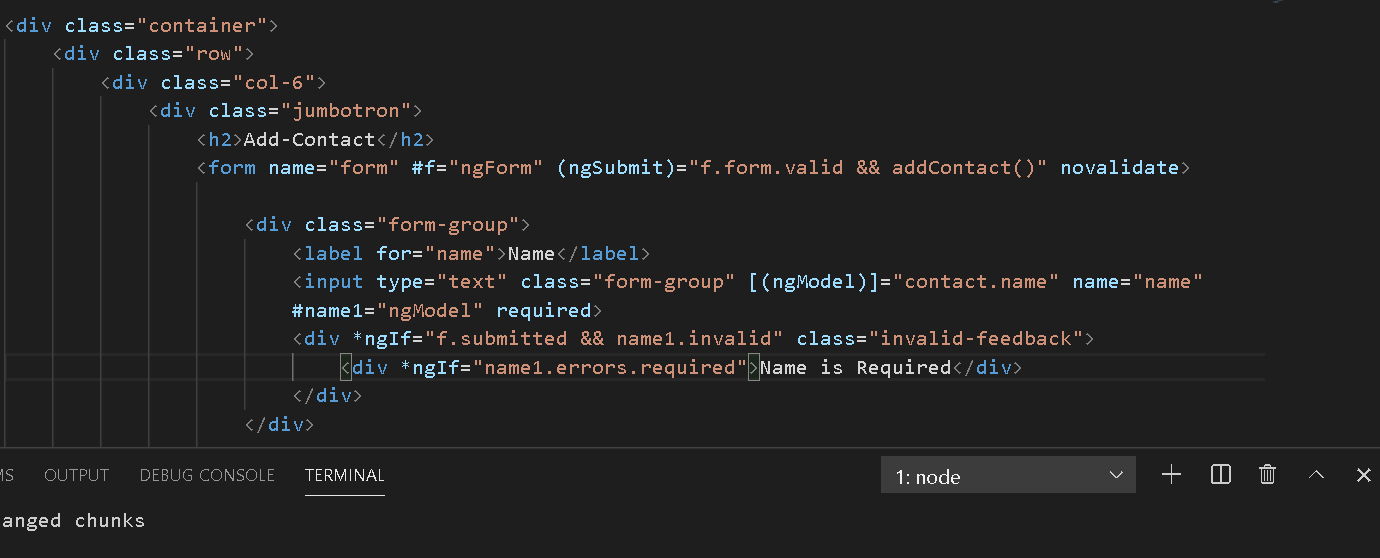 <div class="container">
<div class="row">
<div class="col-6">
<div class="jumbotron">
<h2>Add-Contact</h2>
<form name="form" #f="ngForm" (ngSubmit)="f.form.valid && addContact()" novalidate>
<div class="form-group">
<label for="name">Name</label>
<input type="text" class="form-group" [(ngModel)]="contact.name" name="name"
#name1="ngModel" required>
<div *ngIf="f.submitted && name1.invalid" class="invalid-feedback">
<div *ngIf="name1.errors.required">Name is Required</div>
</div>
</div>
MS OUTPUT DEBUG CONSOLE TERMINAL 1: node
anged chunks